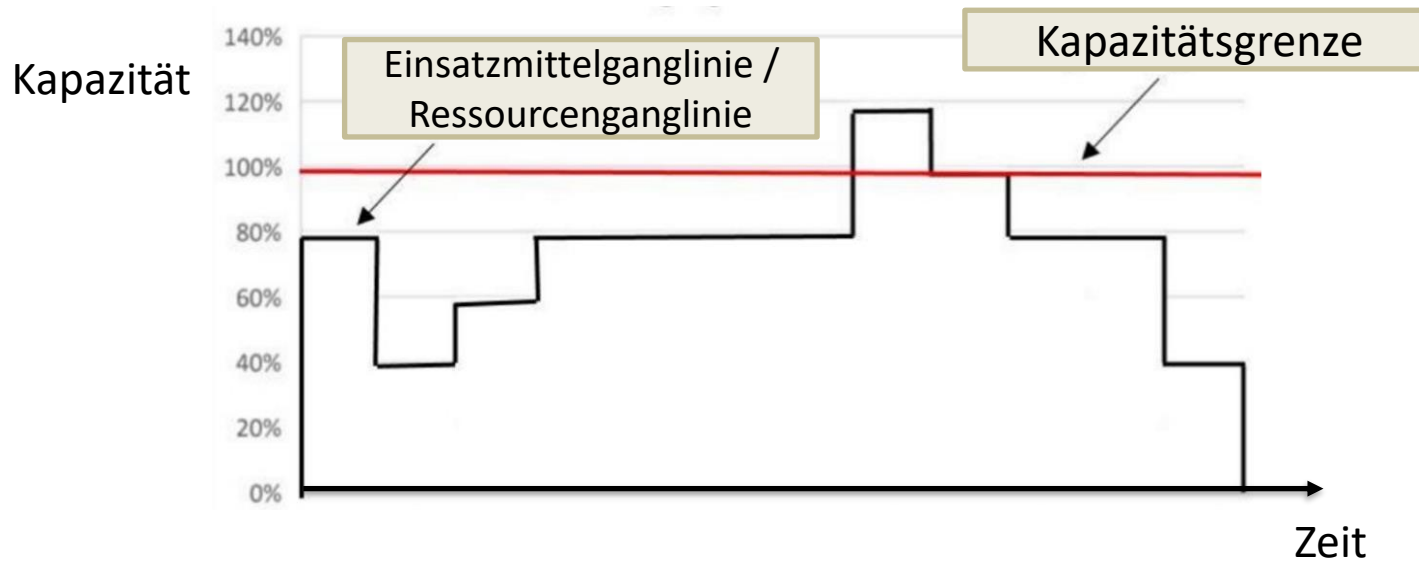 140%
Kapazität
Einsatzmittelganglinie /
Ressourcenganglinie
Kapazitätsgrenze
120%
100%
80%
60%
40%
20%
0%
Zeit